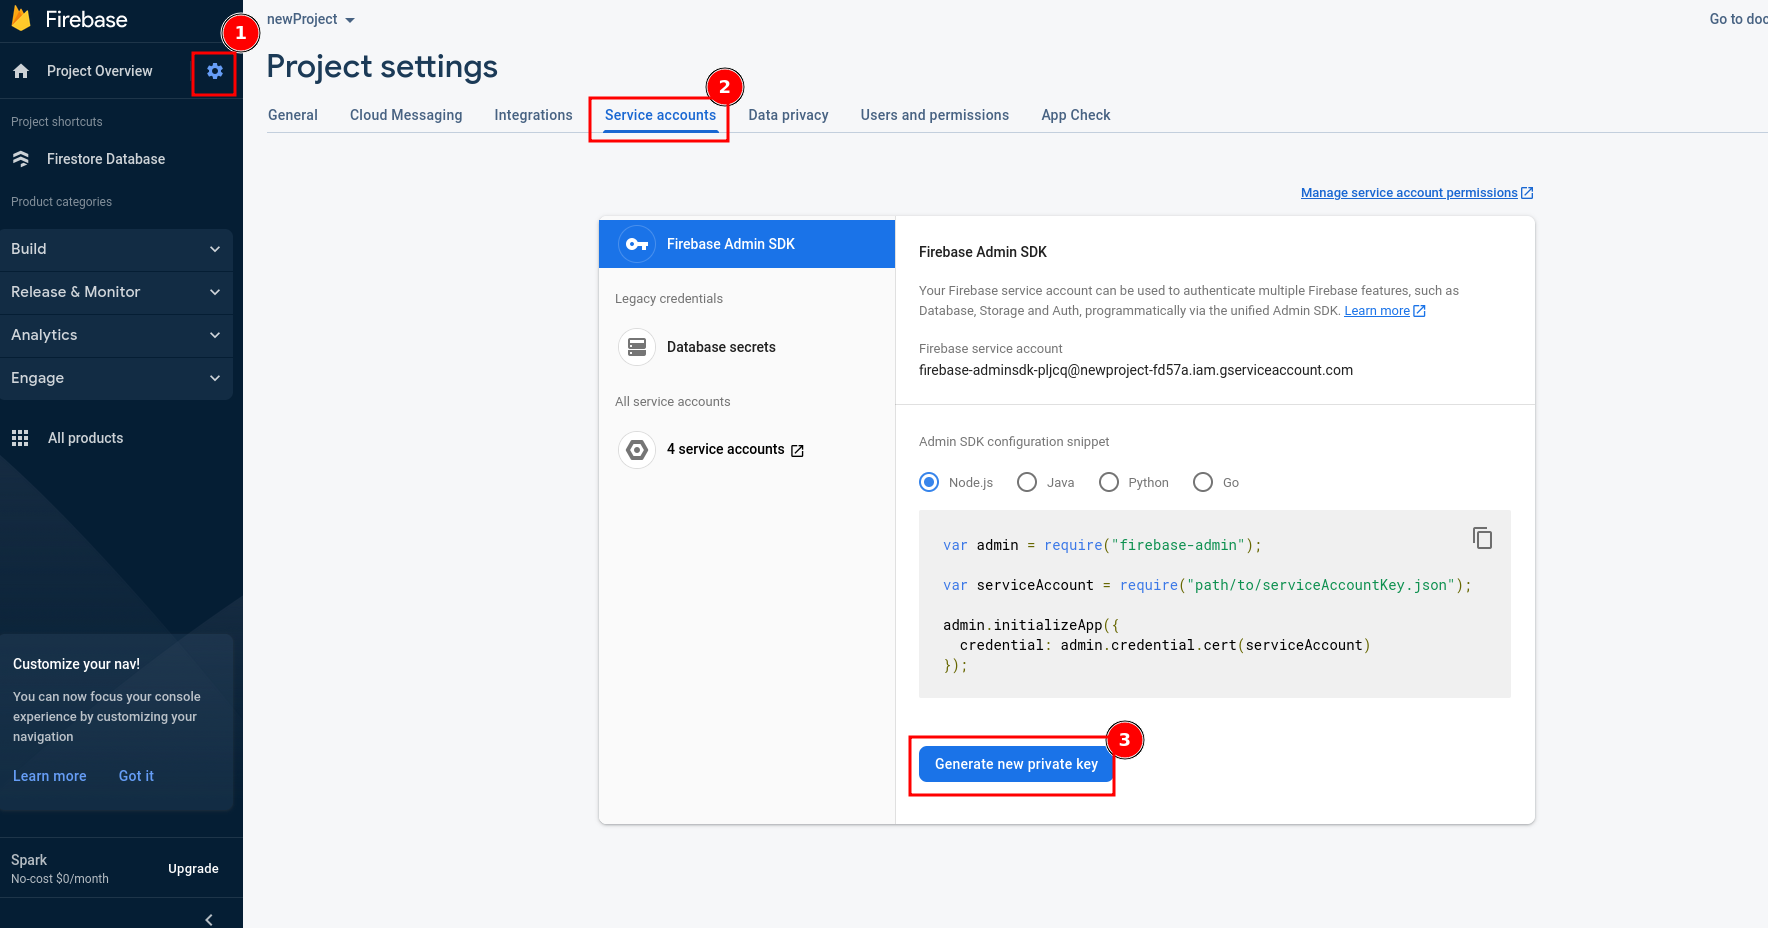 Firebase
1
Project Overview
Project shortcuts
Firestore Database
Product categories
Build
Release & Monitor
Analytics
Engage
All products
Customize your nav!
You can now focus your console
experience by customizing your
navigation
Learn more Got it
Spark
No-cost $0/month
Upgrade
newProject
Go to doc
Project settings
2
General Cloud Messaging Integrations Service accounts Data privacy Users and permissions App Check
Manage service account permissions
Firebase Admin SDK
Legacy credentials
Database secrets
All service accounts
4 service accounts
Firebase Admin SDK
Your Firebase service account can be used to authenticate multiple Firebase features, such as
Database, Storage and Auth, programmatically via the unified Admin SDK. Learn more
Firebase service account
firebase-adminsdk-pljcq@newproject-fd57a.iam.gserviceaccount.com
Admin SDK configuration snippet
Node.js Java Python Go
var admin = require("firebase-admin");
var serviceAccount = require("path/to/serviceAccountKey.json");
admin.initializeApp({
  credential: admin.credential.cert(serviceAccount)
});
3
Generate new private key